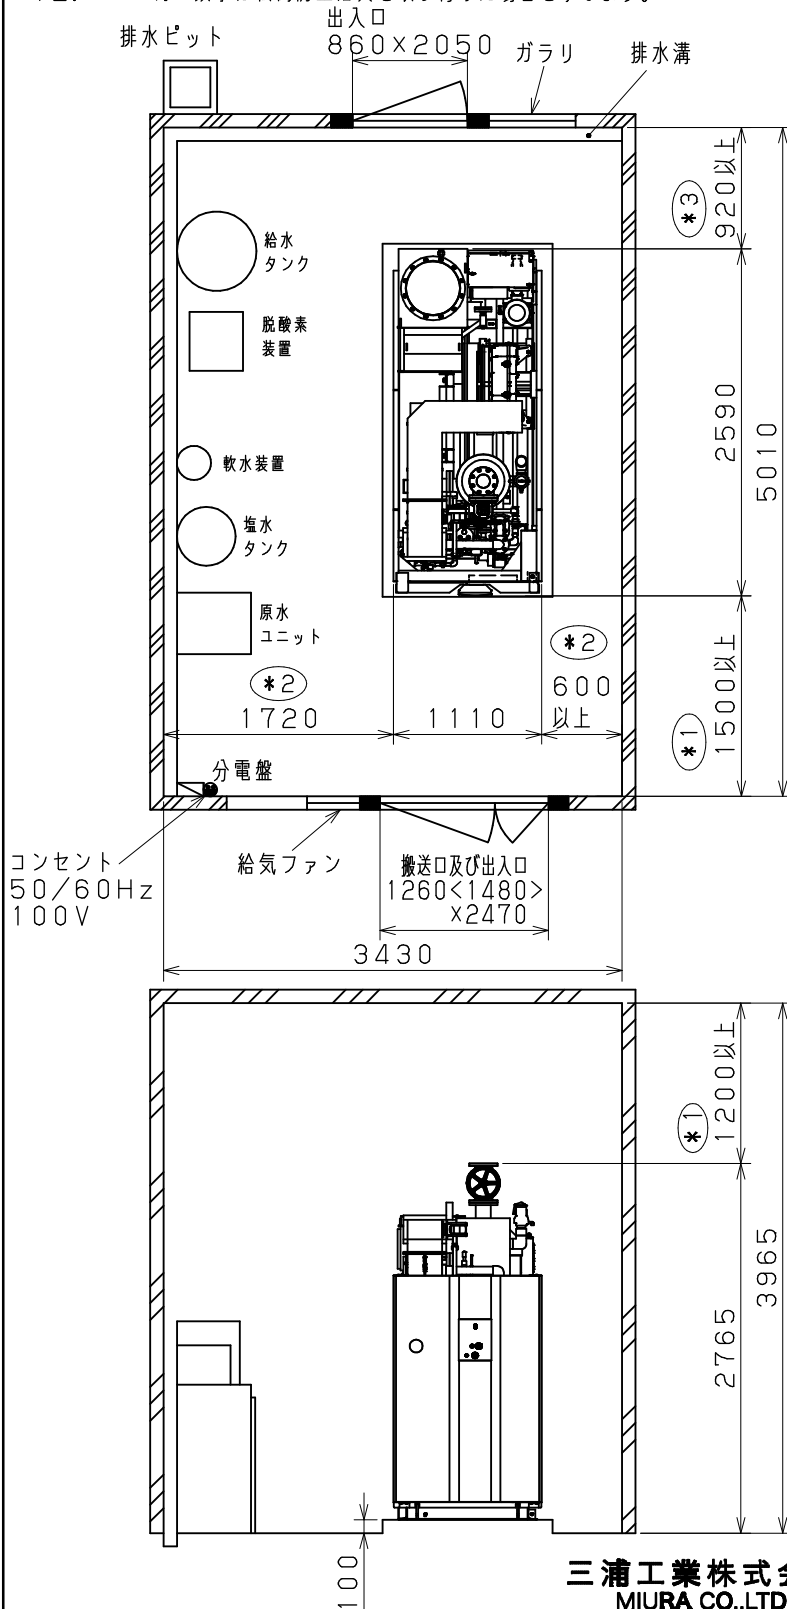 出入口
860×2050
排水ピット
ガラリ
排水溝
給水
タンク
脱酸素
装置
軟水装置
塩水
タンク
原水
ユニット
*3
920以上
2590
5010
*1
1500以上
*2
1720
1110
*2
600
以上
分電盤
コンセント
50/60Hz
100V
給気ファン
搬送口及び出入口
1260<1480>
×2470
3430
*1
1200以上
2765
3965
100
三浦工業株式会
MIURA CO.,LTD